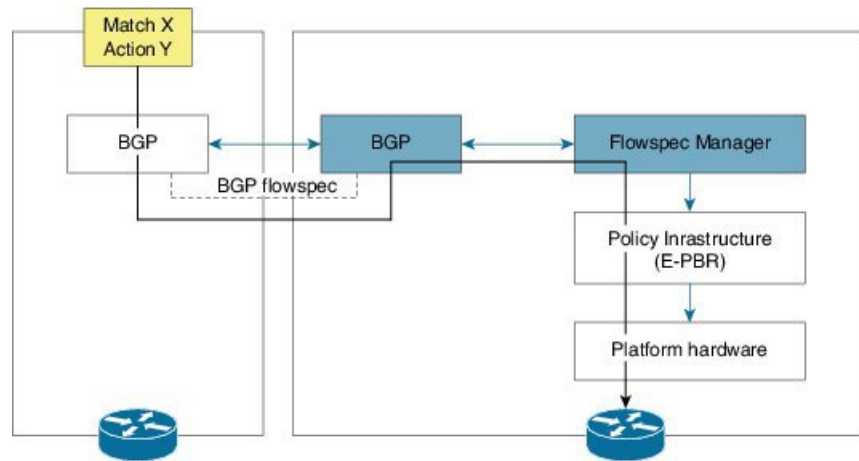 Match X
Action Y
BGP
BGP
Flowspec Manager
BGP flowspec
Policy Inrastructure
(E-PBR)
Platform hardware